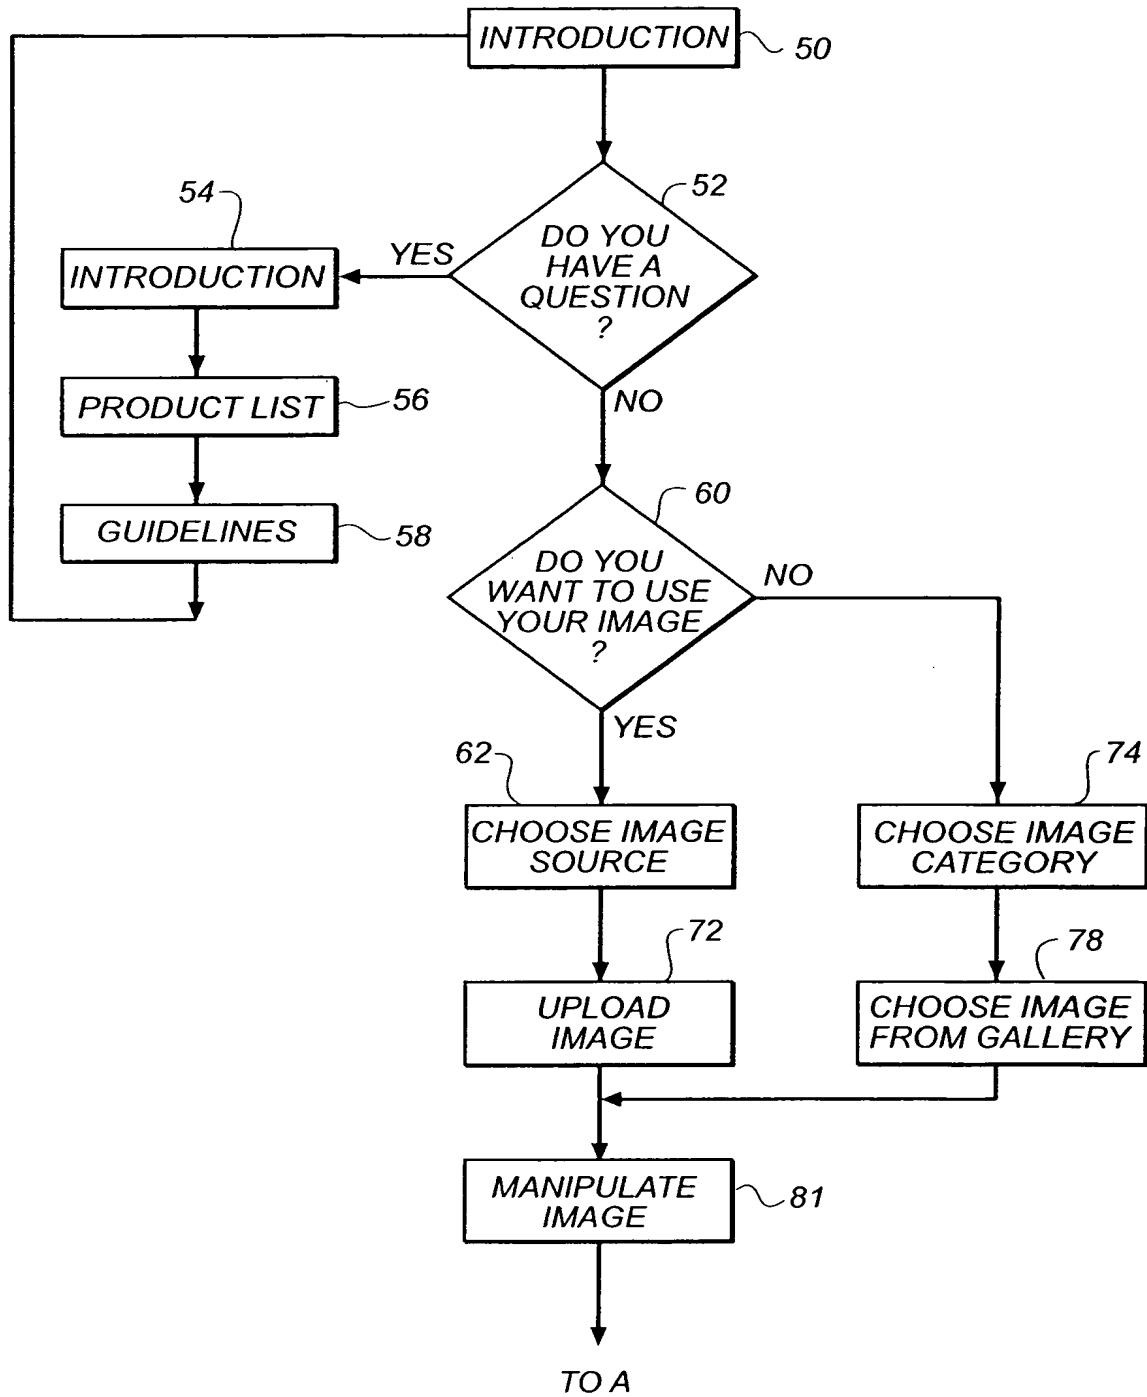 INTRODUCTION
50
52
DO YOU
HAVE A
QUESTION
?
YES
54
INTRODUCTION
PRODUCT LIST
56
GUIDELINES
58
NO
60
DO YOU
WANT TO USE
YOUR IMAGE
?
NO
YES
62
CHOOSE IMAGE
SOURCE
74
CHOOSE IMAGE
CATEGORY
72
UPLOAD
IMAGE
78
CHOOSE IMAGE
FROM GALLERY
MANIPULATE
IMAGE
81
TO A